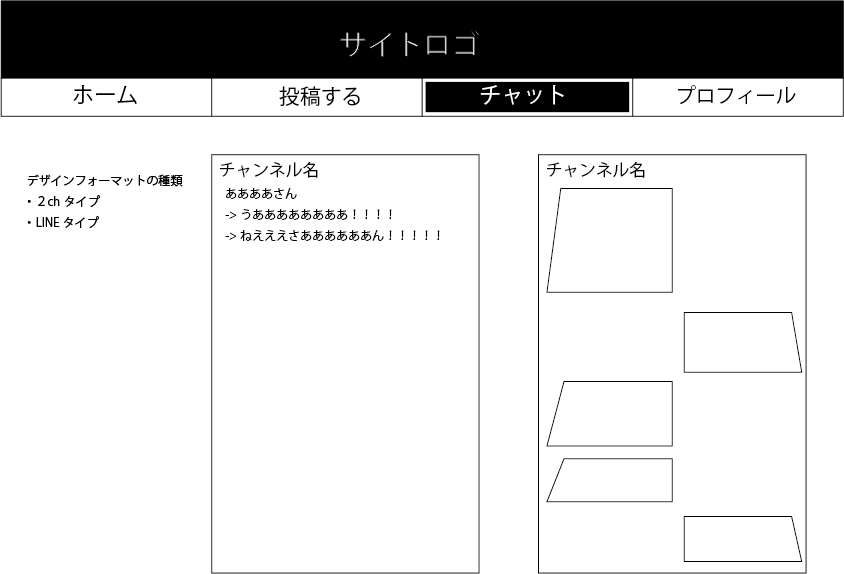 サイトロゴ
ホーム
投稿する
チャット
プロフィール
デザインフォーマットの種類
・２ch タイプ
・LINE タイプ
チャンネル名
ああああさん
-> うああああああああ！！！！
-> ねえええさああああああん！！！！！
チャンネル名